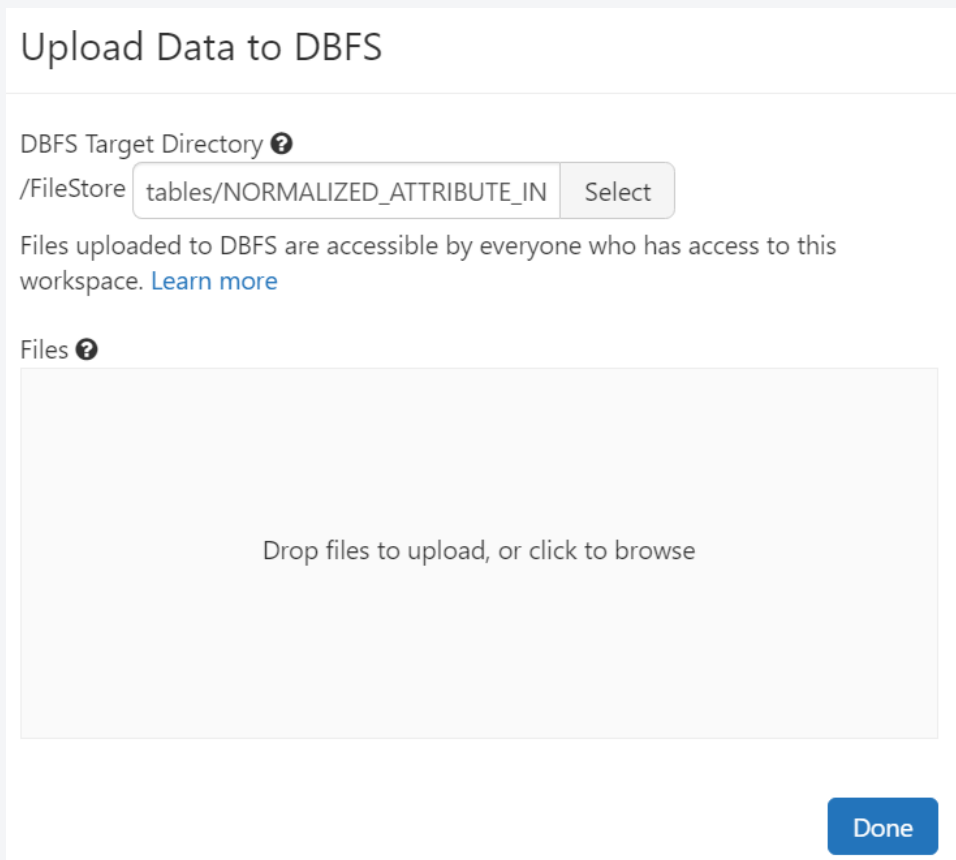 Upload Data to DBFS
DBFS Target Directory
/FileStore tables/NORMALIZED_ATTRIBUTE_IN Select
Files uploaded to DBFS are accessible by everyone who has access to this
workspace. Learn more
Files
Drop files to upload, or click to browse
Done